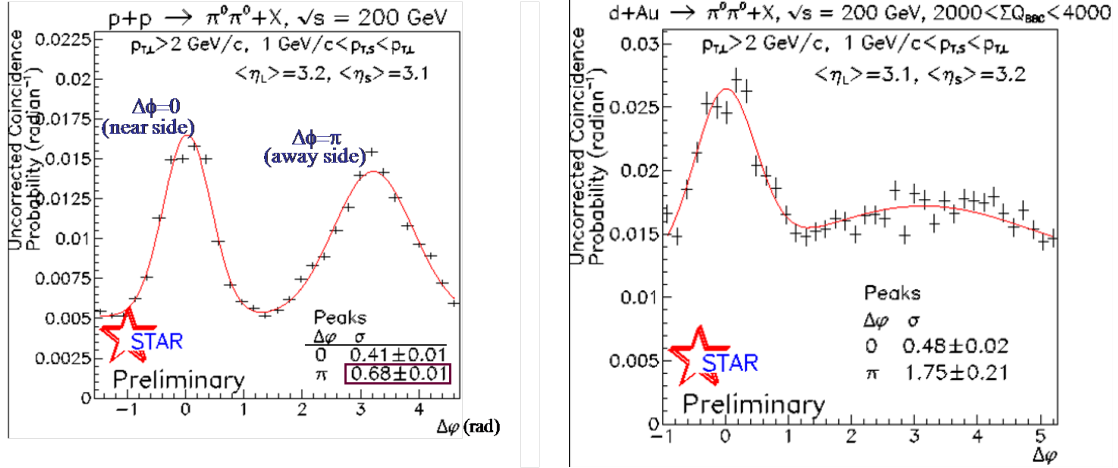 p+p → π⁰π⁰+X, √s = 200 GeV
p_T,L>2 GeV/c, 1 GeV/c<p_T,S<p_T,L
<η_L>=3.2, <η_S>=3.1
Uncorrected Coincidence
Probability (radian⁻¹)
0.0225
0.02
0.0175
0.015
0.0125
0.01
0.0075
0.005
0.0025
0
Δϕ=0
(near side)
Δϕ=π
(away side)
Peaks
Δφ σ
0 0.41±0.01
π 0.68±0.01
STAR
Preliminary
−1 0 1 2 3 4
Δφ (rad)
d+Au → π⁰π⁰+X, √s = 200 GeV, 2000<ΣQ_BBC<4000
p_T,L>2 GeV/c, 1 GeV/c<p_T,S<p_T,L
<η_L>=3.1, <η_S>=3.2
Uncorrected Coincidence
Probability (radian⁻¹)
0.03
0.025
0.02
0.015
0.01
0.005
0
Peaks
Δφ σ
0 0.48±0.02
π 1.75±0.21
STAR
Preliminary
−1 0 1 2 3 4 5
Δφ